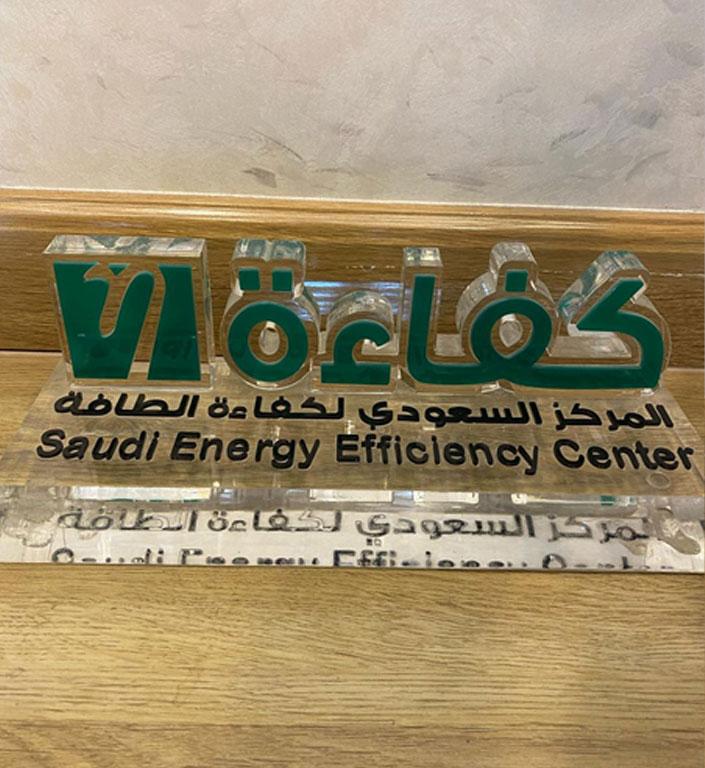 كفاءة
المركز السعودي لكفاءة الطاقة
Saudi Energy Efficiency Center